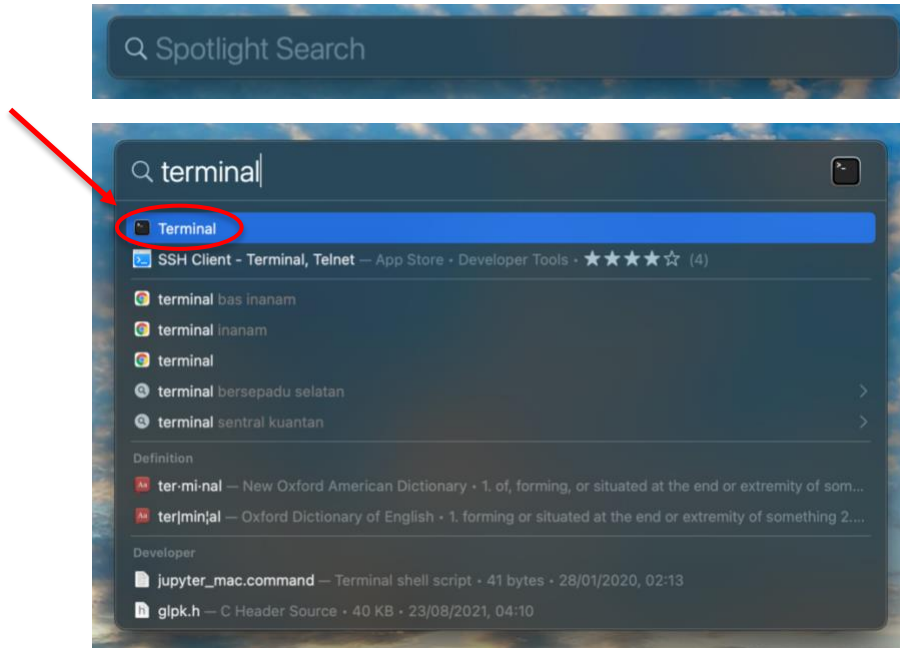 Spotlight Search
terminal
Terminal
SSH Client - Terminal, Telnet — App Store • Developer Tools • ★★★★☆ (4)
terminal bas inanam
terminal inanam
terminal
terminal bersepadu selatan
terminal sentral kuantan
Definition
ter·mi·nal — New Oxford American Dictionary • 1. of, forming, or situated at the end or extremity of som...
ter|min¦al — Oxford Dictionary of English • 1. forming or situated at the end or extremity of something 2....
Developer
jupyter_mac.command — Terminal shell script • 41 bytes • 28/01/2020, 02:13
glpk.h — C Header Source • 40 KB • 23/08/2021, 04:10